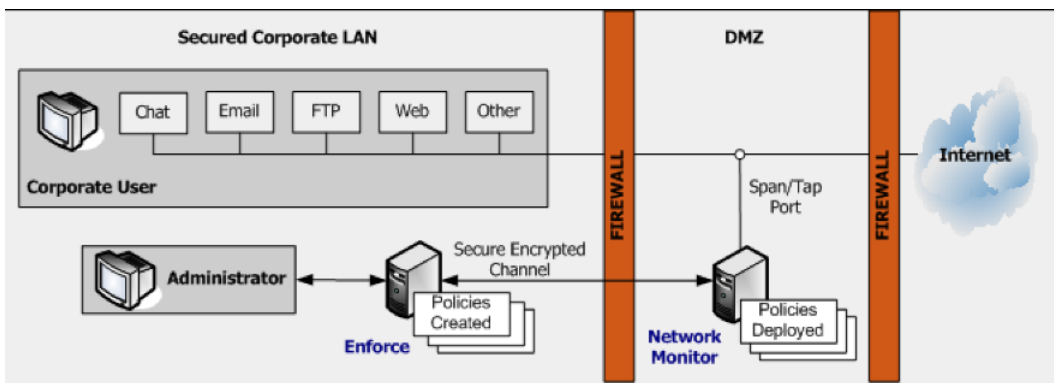 Secured Corporate LAN
DMZ
Chat
Email
FTP
Web
Other
Corporate User
FIREWALL
FIREWALL
Internet
Span/Tap
Port
Administrator
Secure Encrypted
Channel
Policies
Created
Enforce
Policies
Deployed
Network
Monitor